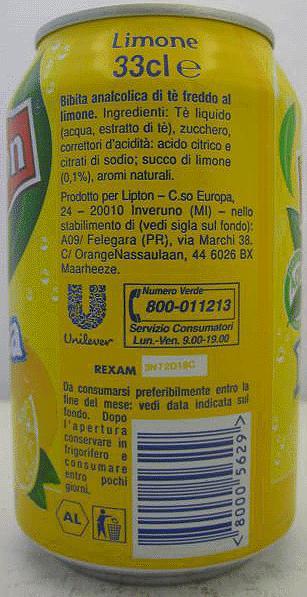 Limone
33cl e
Bibita analcolica di tè freddo al
limone. Ingredienti: Tè liquido
(acqua, estratto di tè), zucchero,
correttori d'acidità: acido citrico e
citrati di sodio; succo di limone
(0,1%), aromi naturali.
Prodotto per Lipton - C.so Europa,
24 - 20010 Inveruno (MI) - nello
stabilimento di (vedi sigla sul fondo):
A09/ Felegara (PR), via Marchi 38.
C/ OrangeNassaulaan, 44 6026 BX
Maarheeze.
Unilever
Numero Verde
800-011213
Servizio Consumatori
Lun.-Ven. 9.00-19.00
REXAM
Da consumarsi preferibilmente entro la
fine del mese: vedi data indicata sul
fondo. Dopo
l'apertura
conservare in
frigorifero e
consumare
entro pochi
giorni.
AL
<8000 5629>